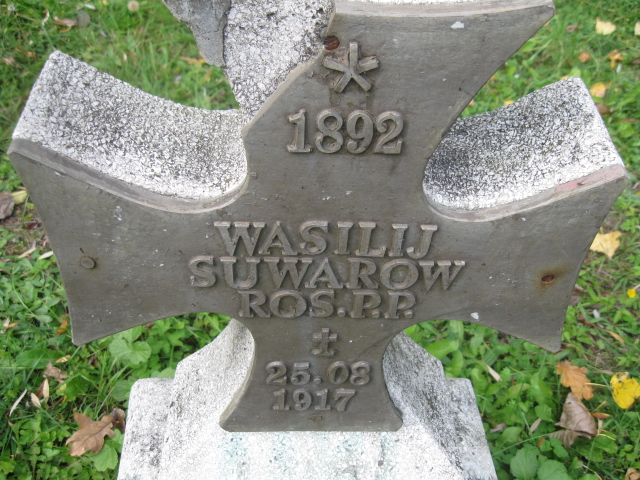 *
1892
WASILIJ
SUWAROW
ROS.P.P.
✝
25.08
1917